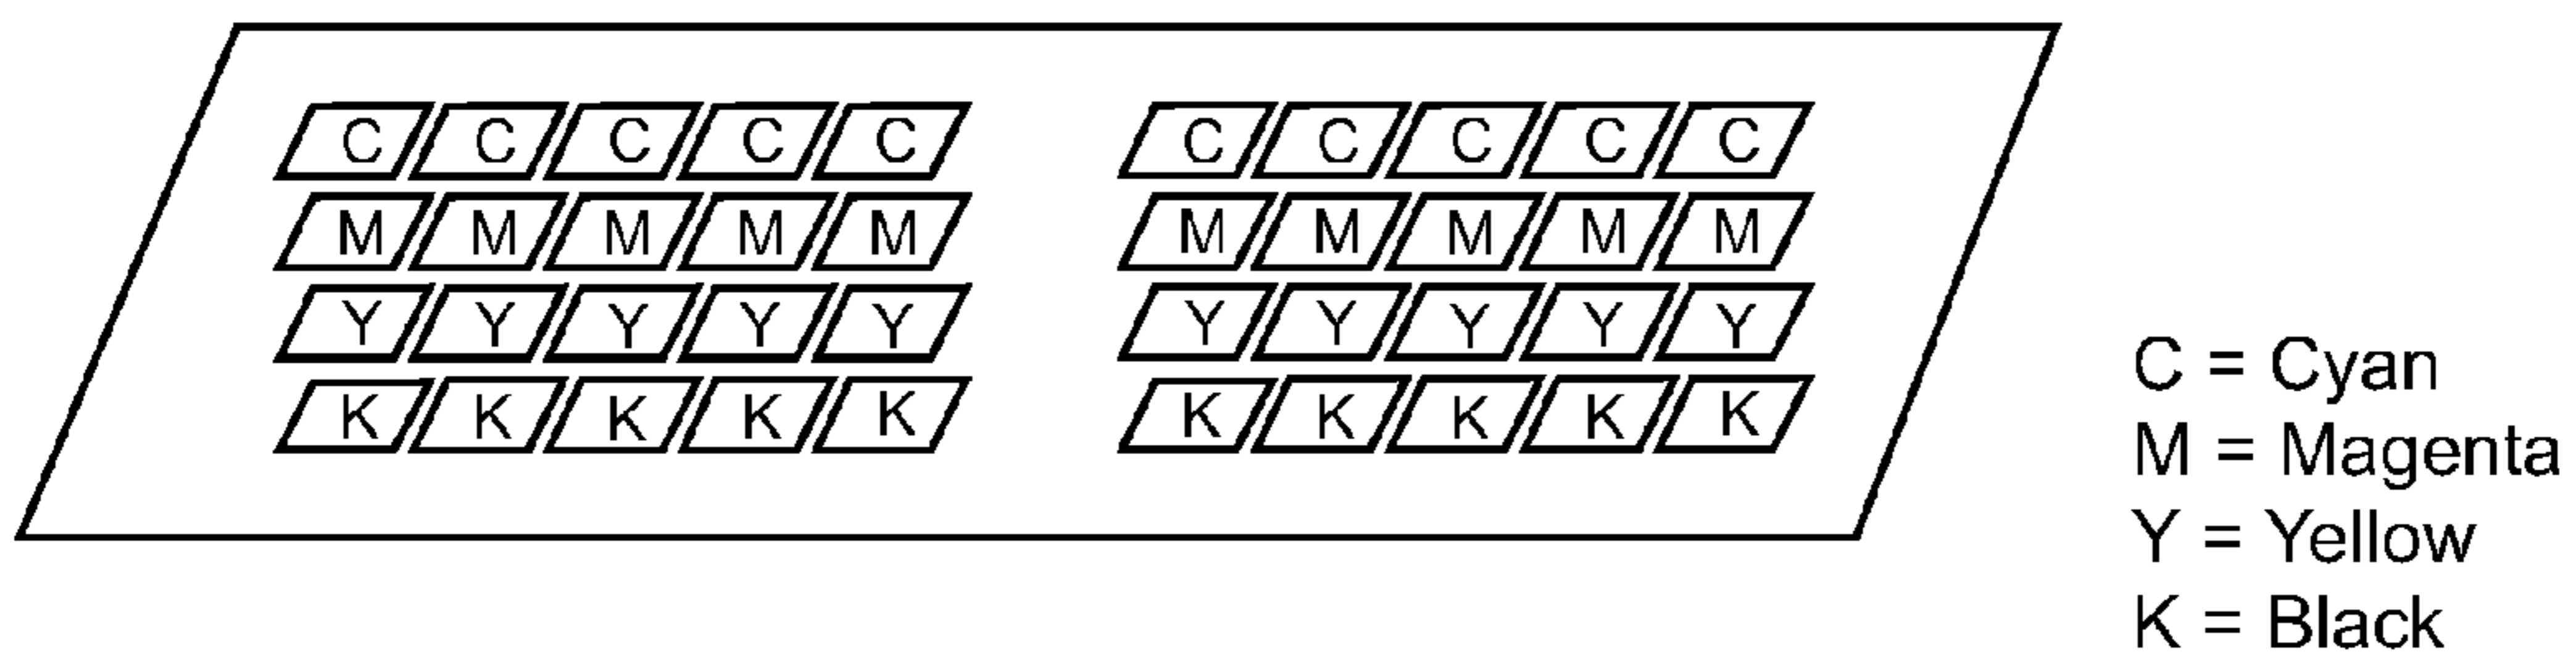 C C C C C C C C C C
M M M M M M M M M M
Y Y Y Y Y Y Y Y Y Y
K K K K K K K K K K
C = Cyan
M = Magenta
Y = Yellow
K = Black